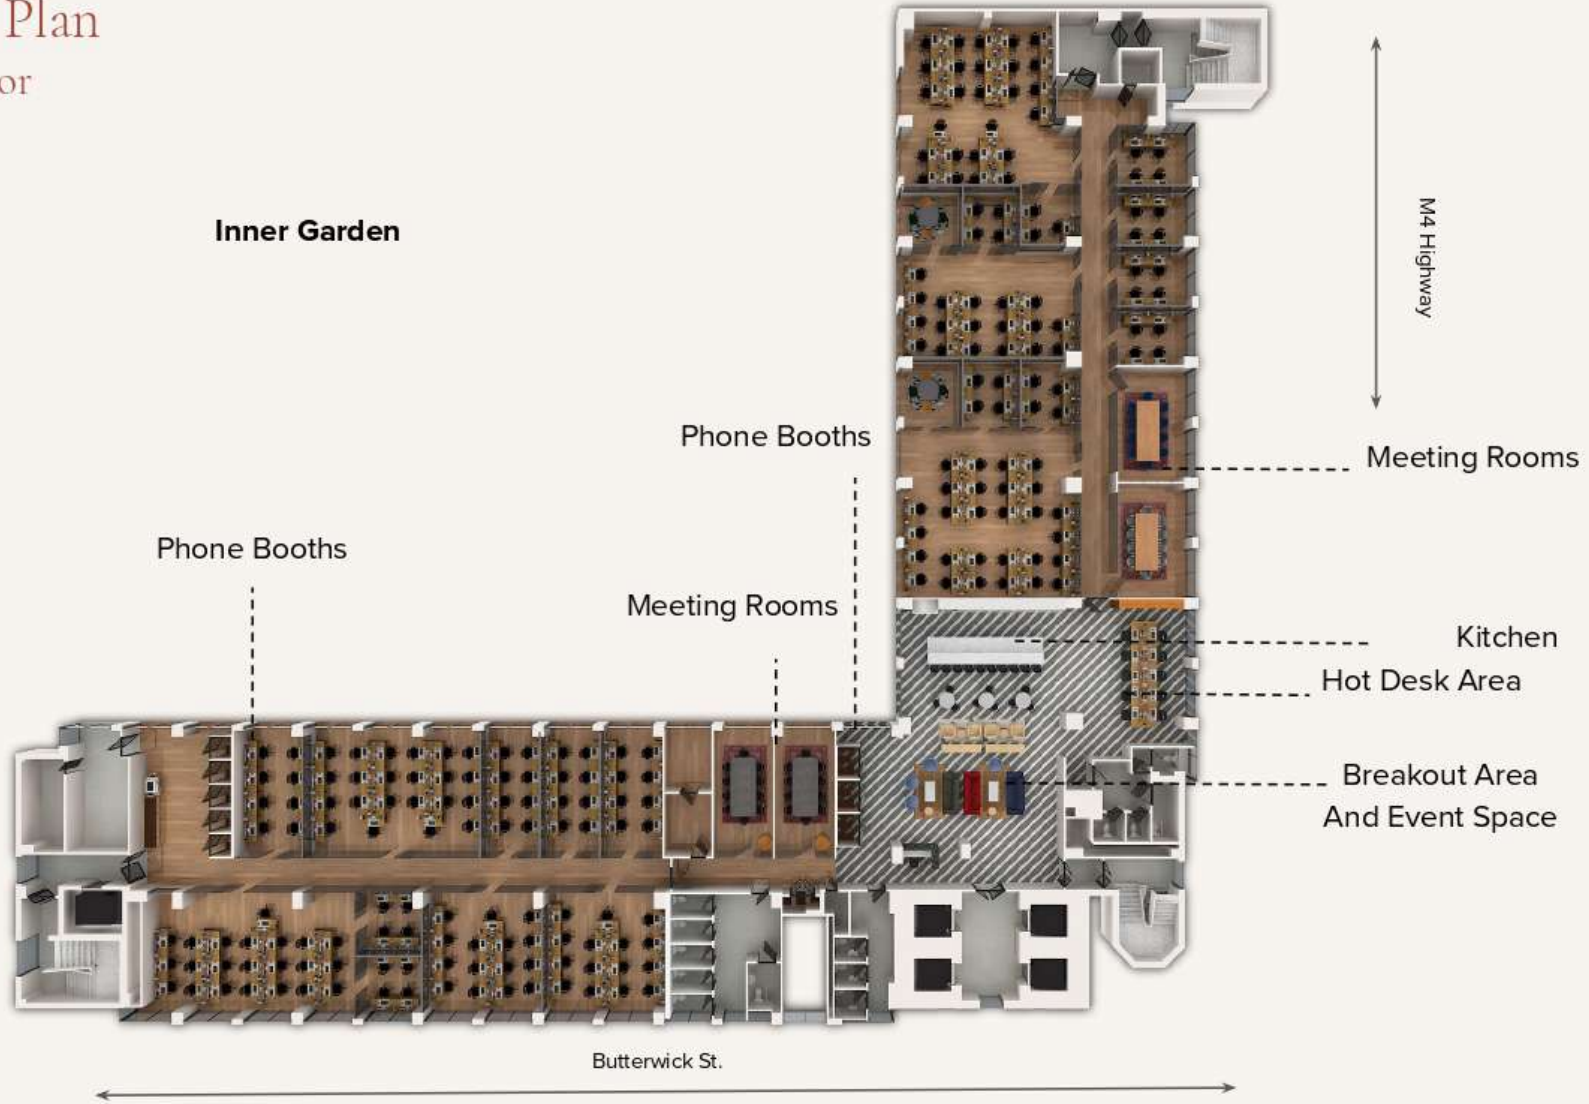 Plan
or
Inner Garden
M4 Highway
Phone Booths
Meeting Rooms
Phone Booths
Meeting Rooms
Kitchen
Hot Desk Area
Breakout Area
And Event Space
Butterwick St.